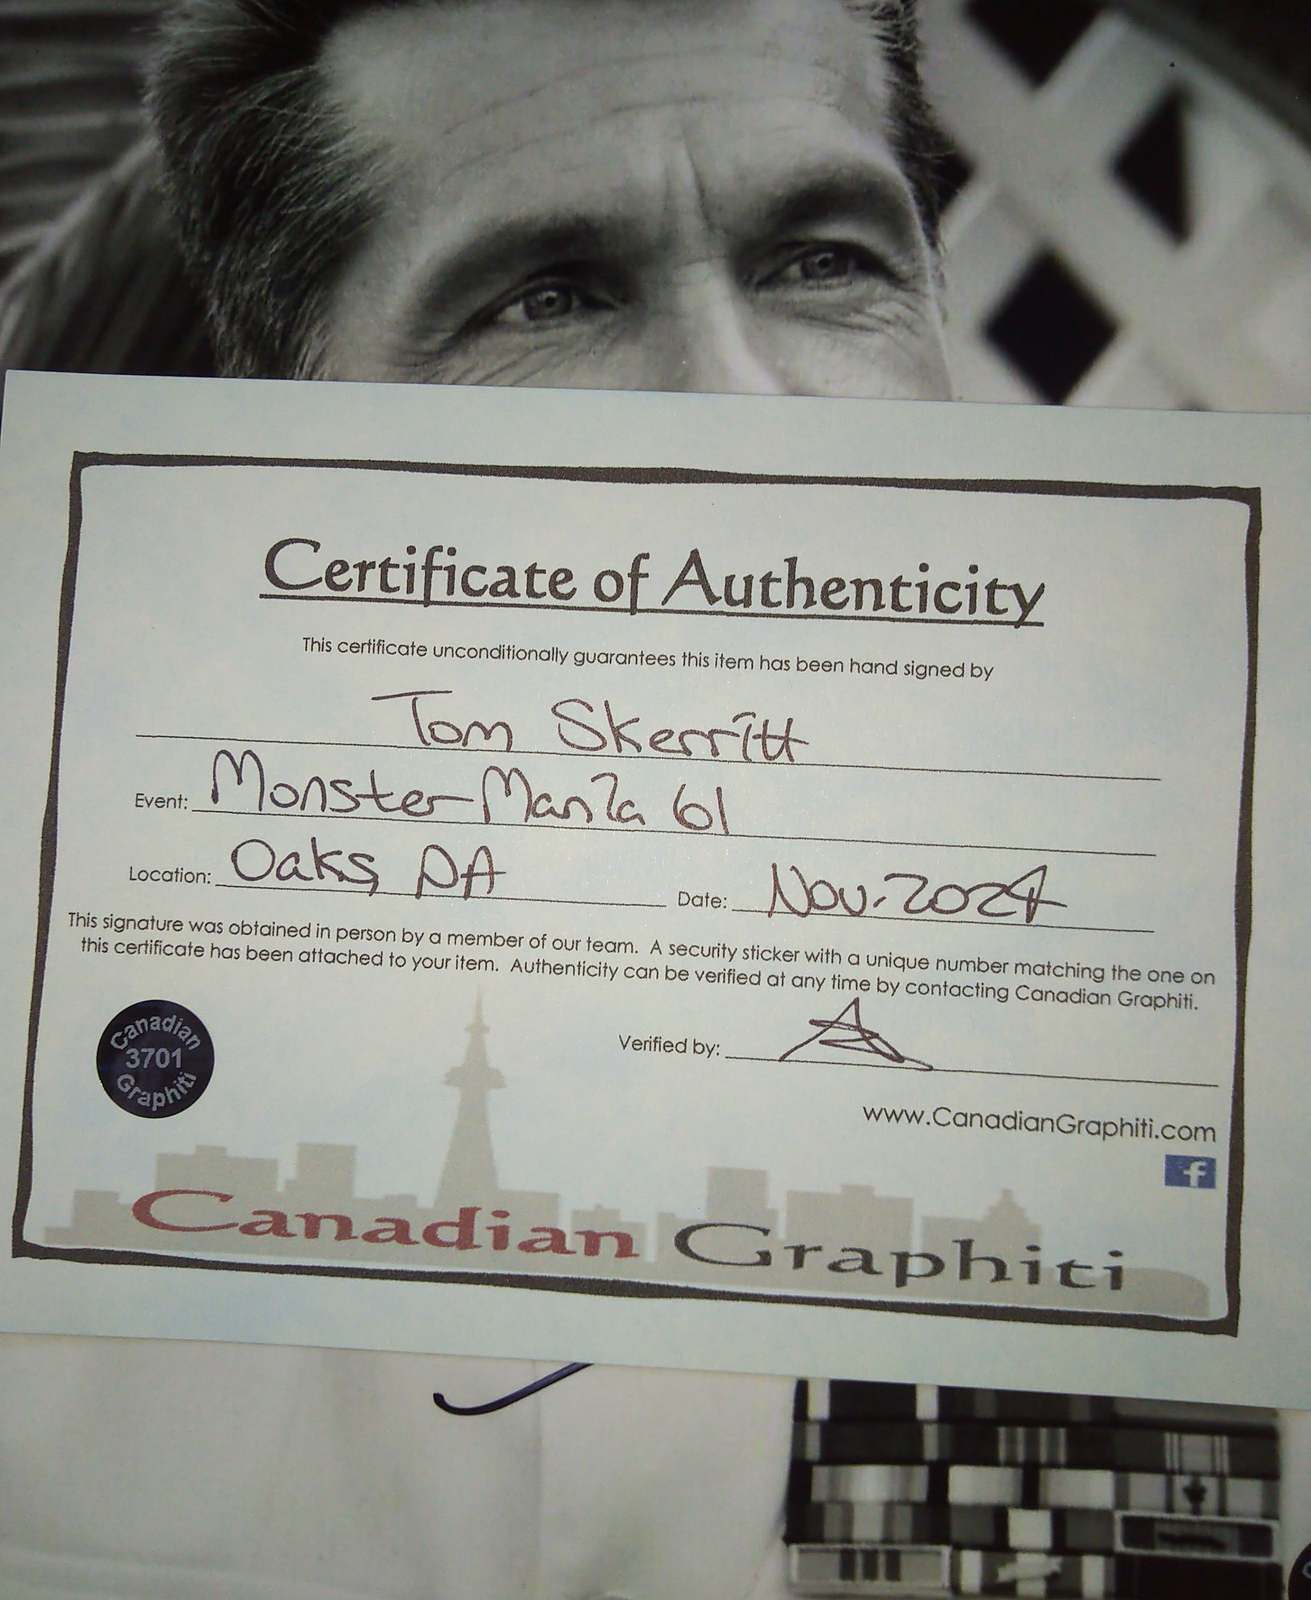 Certificate of Authenticity
This certificate unconditionally guarantees this item has been hand signed by
Tom Skerritt
Event: Monster-Mania 61
Location: Oaks, PA Date: Nov. 2024
This signature was obtained in person by a member of our team. A security sticker with a unique number matching the one on
this certificate has been attached to your item. Authenticity can be verified at any time by contacting Canadian Graphiti.
Canadian
3701
Graphiti
Verified by:
www.CanadianGraphiti.com
f
Canadian Graphiti